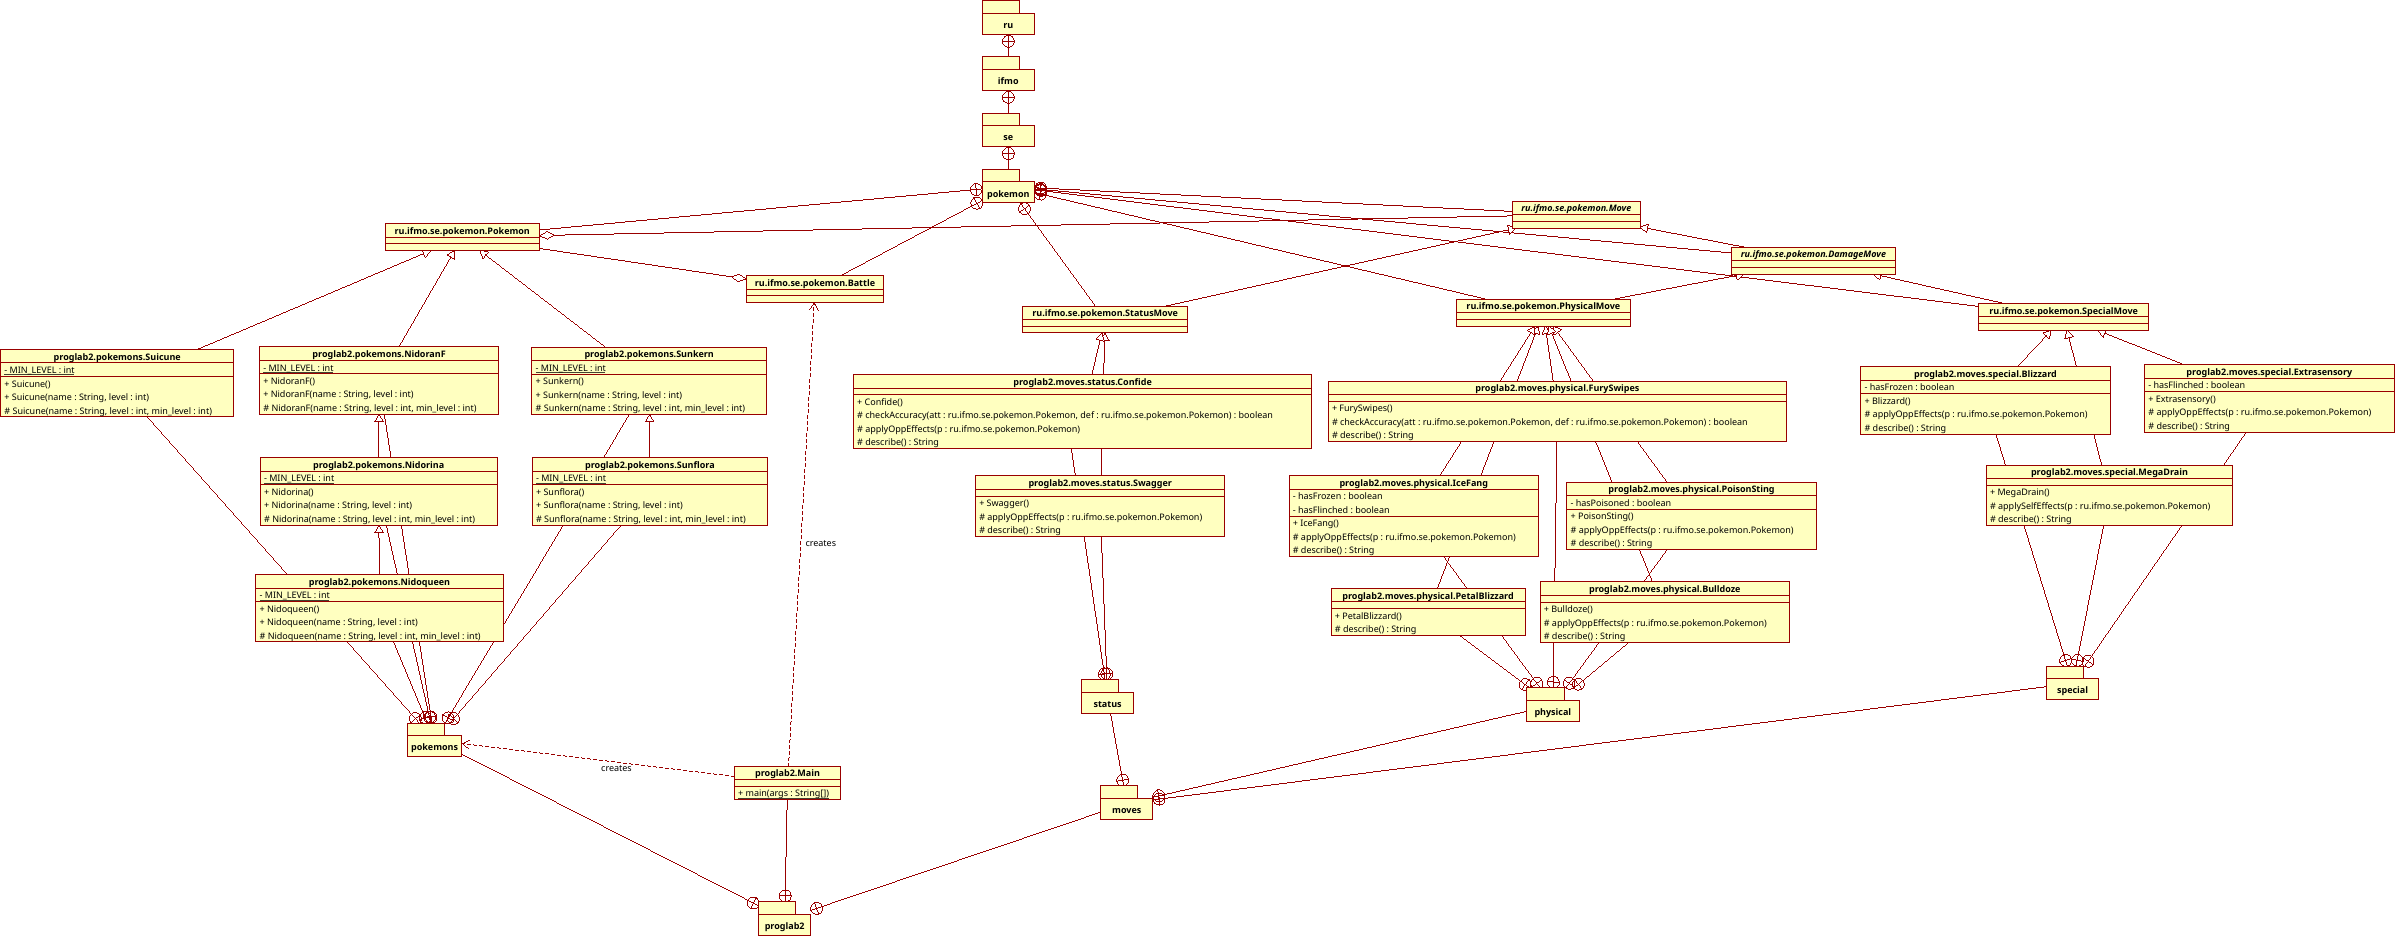 ru
ifmo
se
pokemon
ru.ifmo.se.pokemon.Pokemon
ru.ifmo.se.pokemon.Move
ru.ifmo.se.pokemon.DamageMove
ru.ifmo.se.pokemon.Battle
ru.ifmo.se.pokemon.StatusMove
ru.ifmo.se.pokemon.PhysicalMove
ru.ifmo.se.pokemon.SpecialMove
proglab2.pokemons.Suicune
- MIN_LEVEL : int
+ Suicune()
+ Suicune(name : String, level : int)
# Suicune(name : String, level : int, min_level : int)
proglab2.pokemons.NidoranF
- MIN_LEVEL : int
+ NidoranF()
+ NidoranF(name : String, level : int)
# NidoranF(name : String, level : int, min_level : int)
proglab2.pokemons.Sunkern
- MIN_LEVEL : int
+ Sunkern()
+ Sunkern(name : String, level : int)
# Sunkern(name : String, level : int, min_level : int)
proglab2.moves.status.Confide
+ Confide()
# checkAccuracy(att : ru.ifmo.se.pokemon.Pokemon, def : ru.ifmo.se.pokemon.Pokemon) : boolean
# applyOppEffects(p : ru.ifmo.se.pokemon.Pokemon)
# describe() : String
proglab2.moves.physical.FurySwipes
+ FurySwipes()
# checkAccuracy(att : ru.ifmo.se.pokemon.Pokemon, def : ru.ifmo.se.pokemon.Pokemon) : boolean
# describe() : String
proglab2.moves.special.Blizzard
- hasFrozen : boolean
+ Blizzard()
# applyOppEffects(p : ru.ifmo.se.pokemon.Pokemon)
# describe() : String
proglab2.moves.special.Extrasensory
- hasFlinched : boolean
+ Extrasensory()
# applyOppEffects(p : ru.ifmo.se.pokemon.Pokemon)
# describe() : String
proglab2.pokemons.Nidorina
- MIN_LEVEL : int
+ Nidorina()
+ Nidorina(name : String, level : int)
# Nidorina(name : String, level : int, min_level : int)
proglab2.pokemons.Sunflora
- MIN_LEVEL : int
+ Sunflora()
+ Sunflora(name : String, level : int)
# Sunflora(name : String, level : int, min_level : int)
proglab2.moves.status.Swagger
+ Swagger()
# applyOppEffects(p : ru.ifmo.se.pokemon.Pokemon)
# describe() : String
proglab2.moves.physical.IceFang
- hasFrozen : boolean
- hasFlinched : boolean
+ IceFang()
# applyOppEffects(p : ru.ifmo.se.pokemon.Pokemon)
# describe() : String
proglab2.moves.physical.PoisonSting
- hasPoisoned : boolean
+ PoisonSting()
# applyOppEffects(p : ru.ifmo.se.pokemon.Pokemon)
# describe() : String
proglab2.moves.special.MegaDrain
+ MegaDrain()
# applySelfEffects(p : ru.ifmo.se.pokemon.Pokemon)
# describe() : String
creates
proglab2.pokemons.Nidoqueen
- MIN_LEVEL : int
+ Nidoqueen()
+ Nidoqueen(name : String, level : int)
# Nidoqueen(name : String, level : int, min_level : int)
proglab2.moves.physical.PetalBlizzard
+ PetalBlizzard()
# describe() : String
proglab2.moves.physical.Bulldoze
+ Bulldoze()
# applyOppEffects(p : ru.ifmo.se.pokemon.Pokemon)
# describe() : String
status
physical
special
pokemons
creates
proglab2.Main
+ main(args : String[])
moves
proglab2